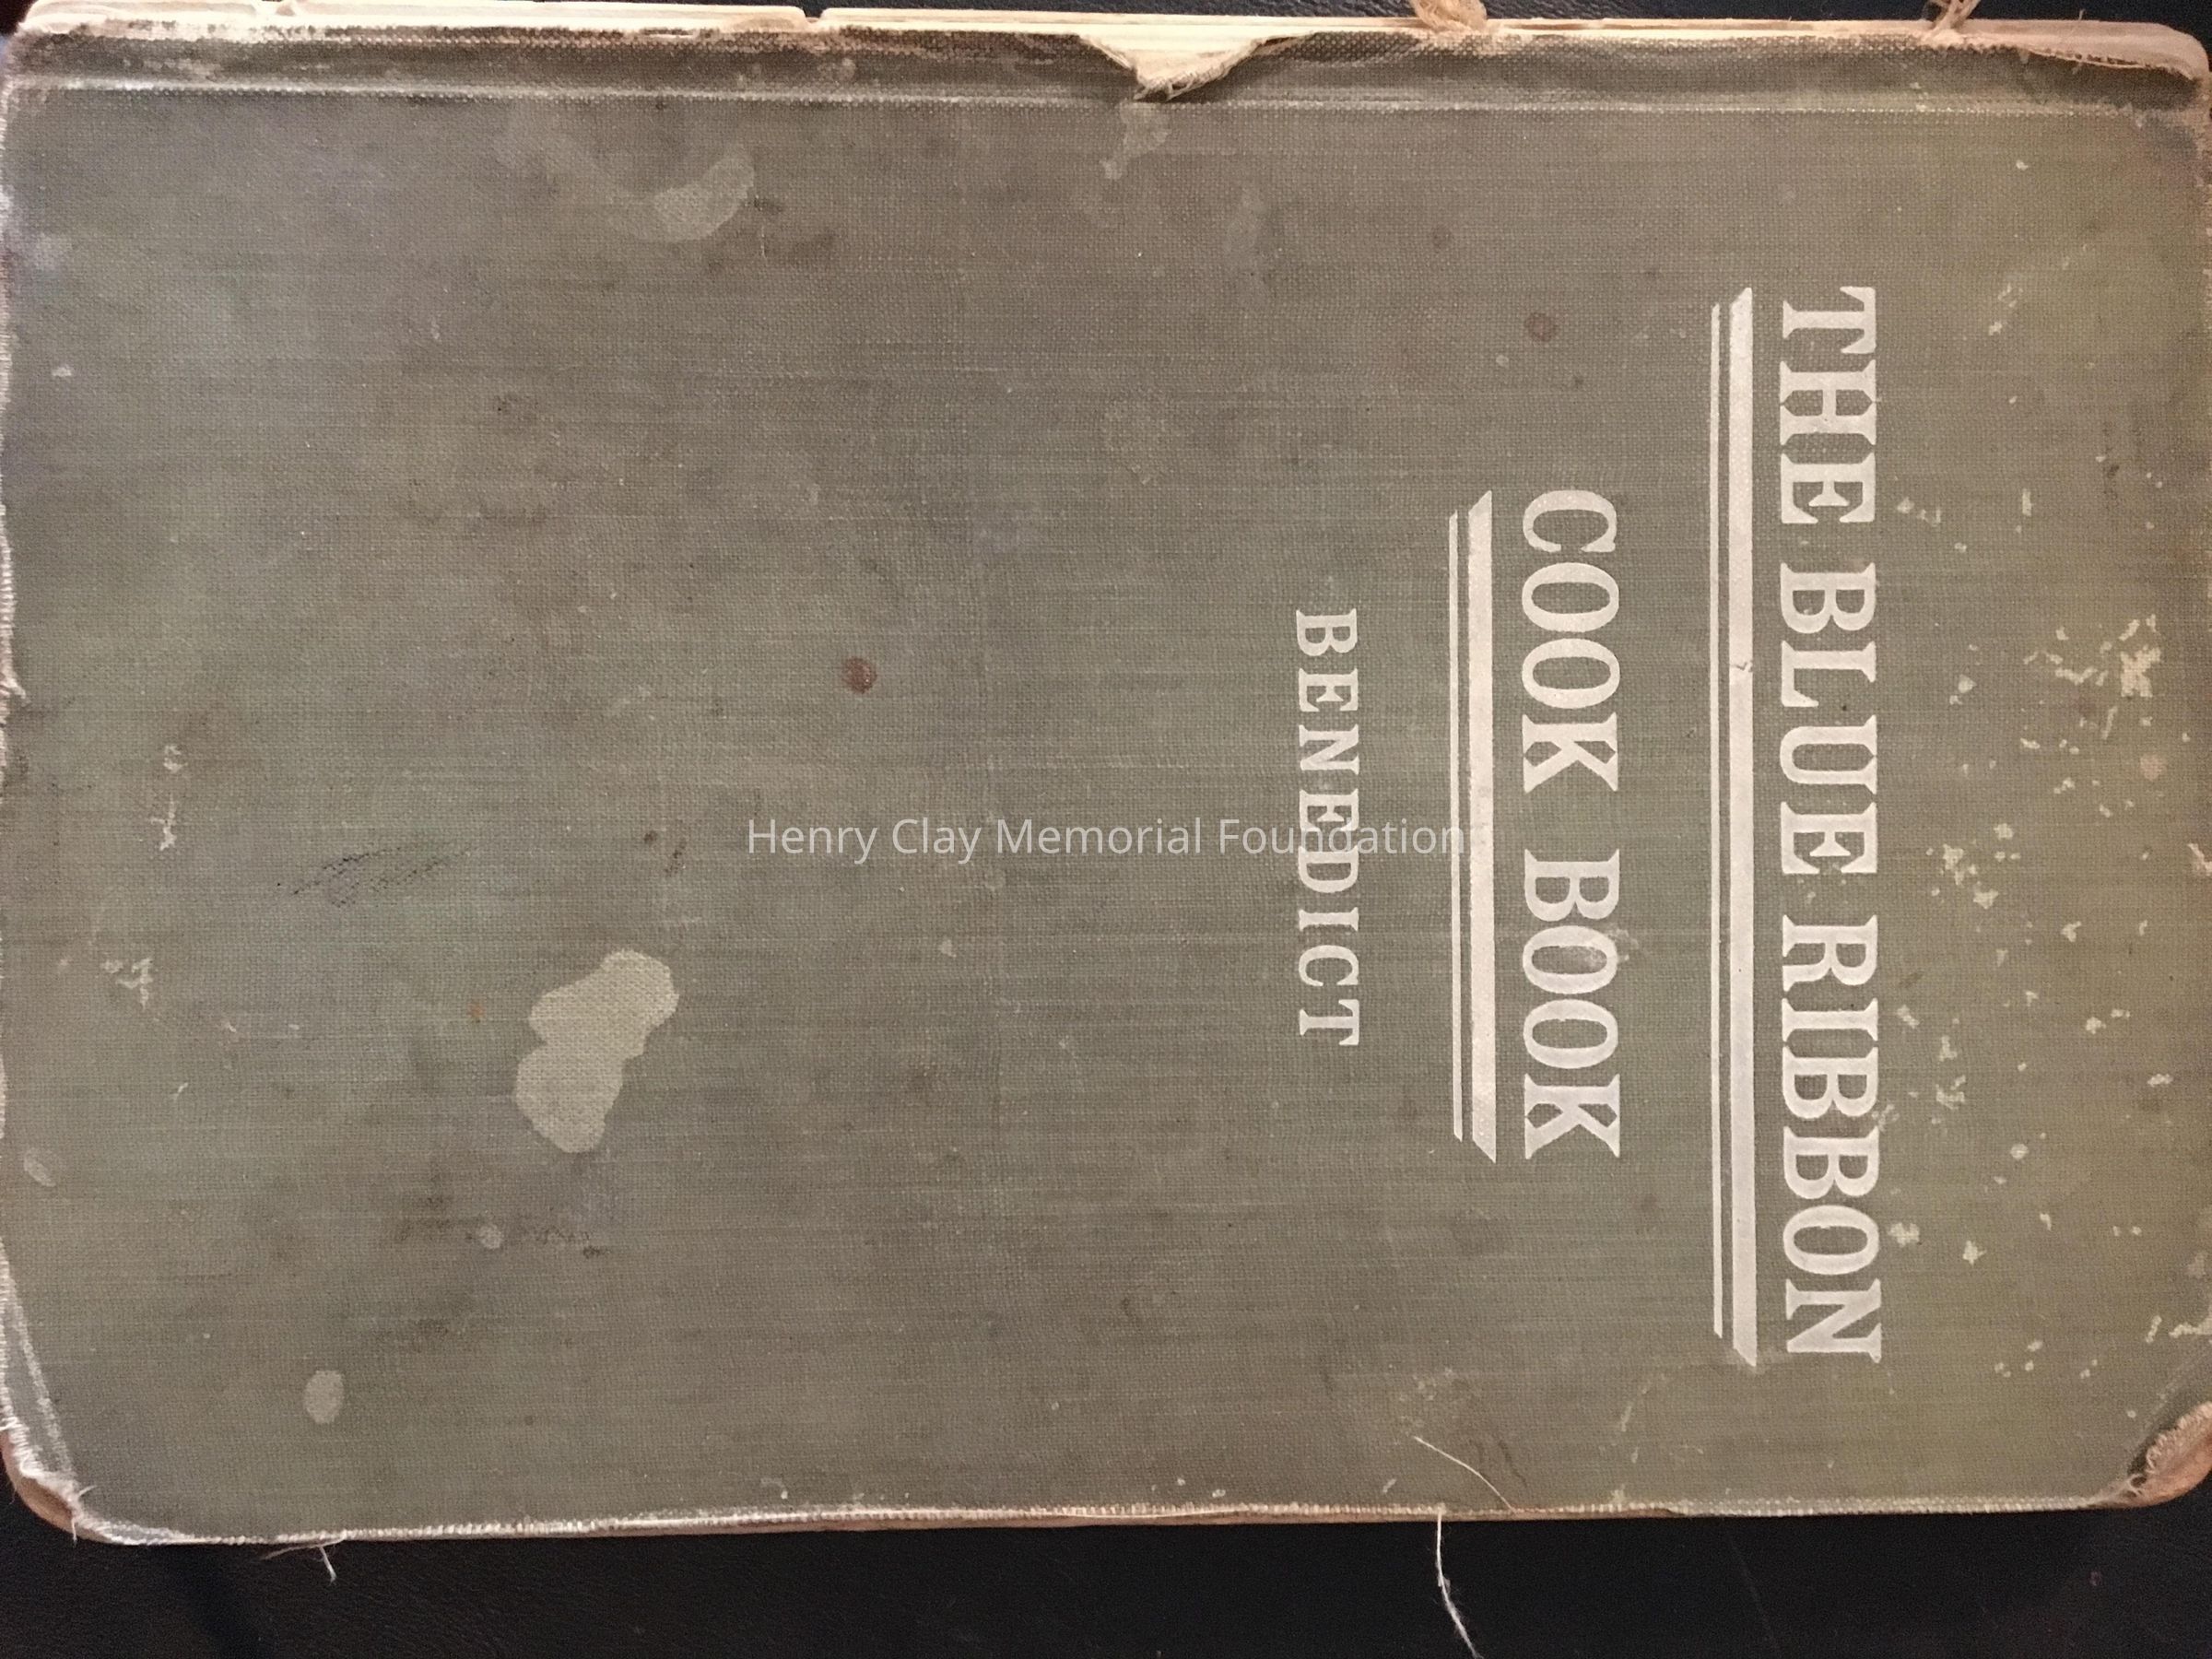 THE BLUE RIBBON
COOK BOOK
BENEDICT
Henry Clay Memorial Foundation